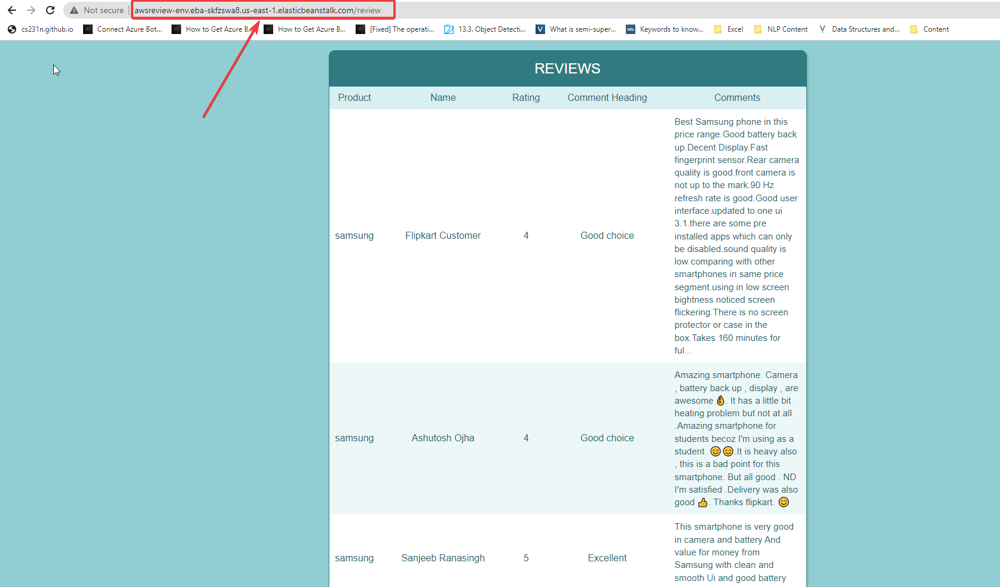 Not secure | awsreview-env.eba-skfzswa8.us-east-1.elasticbeanstalk.com/review
cs231n.github.io Connect Azure Bot... How to Get Azure B... How to Get Azure B... [Fixed] The operati... 13.3. Object Detecti... V What is semi-super... tds Keywords to know... Excel NLP Content V Data Structures and... Content
REVIEWS
Product Name Rating Comment Heading Comments
samsung Flipkart Customer 4 Good choice
Best Samsung phone in this
price range.Good battery back
up.Decent Display.Fast
fingerprint sensor.Rear camera
quality is good.front camera is
not up to the mark.90 Hz
refresh rate is good.Good user
interface.updated to one ui
3.1.there are some pre
installed apps which can only
be disabled.sound quality is
low comparing with other
smartphones in same price
segment.using in low screen
bightness noticed screen
flickering.There is no screen
protector or case in the
box.Takes 160 minutes for
ful...
samsung Ashutosh Ojha 4 Good choice
Amazing smartphone. Camera
, battery back up , display , are
awesome 👌. It has a little bit
heating problem but not at all
.Amazing smartphone for
students becoz I'm using as a
student .😊😊.It is heavy also
, this is a bad point for this
smartphone. But all good . ND
I'm satisfied .Delivery was also
good 👍. Thanks flipkart. 😊
samsung Sanjeeb Ranasingh 5 Excellent
This smartphone is very good
in camera and battery And
value for money from
Samsung with clean and
smooth Ui and good battery